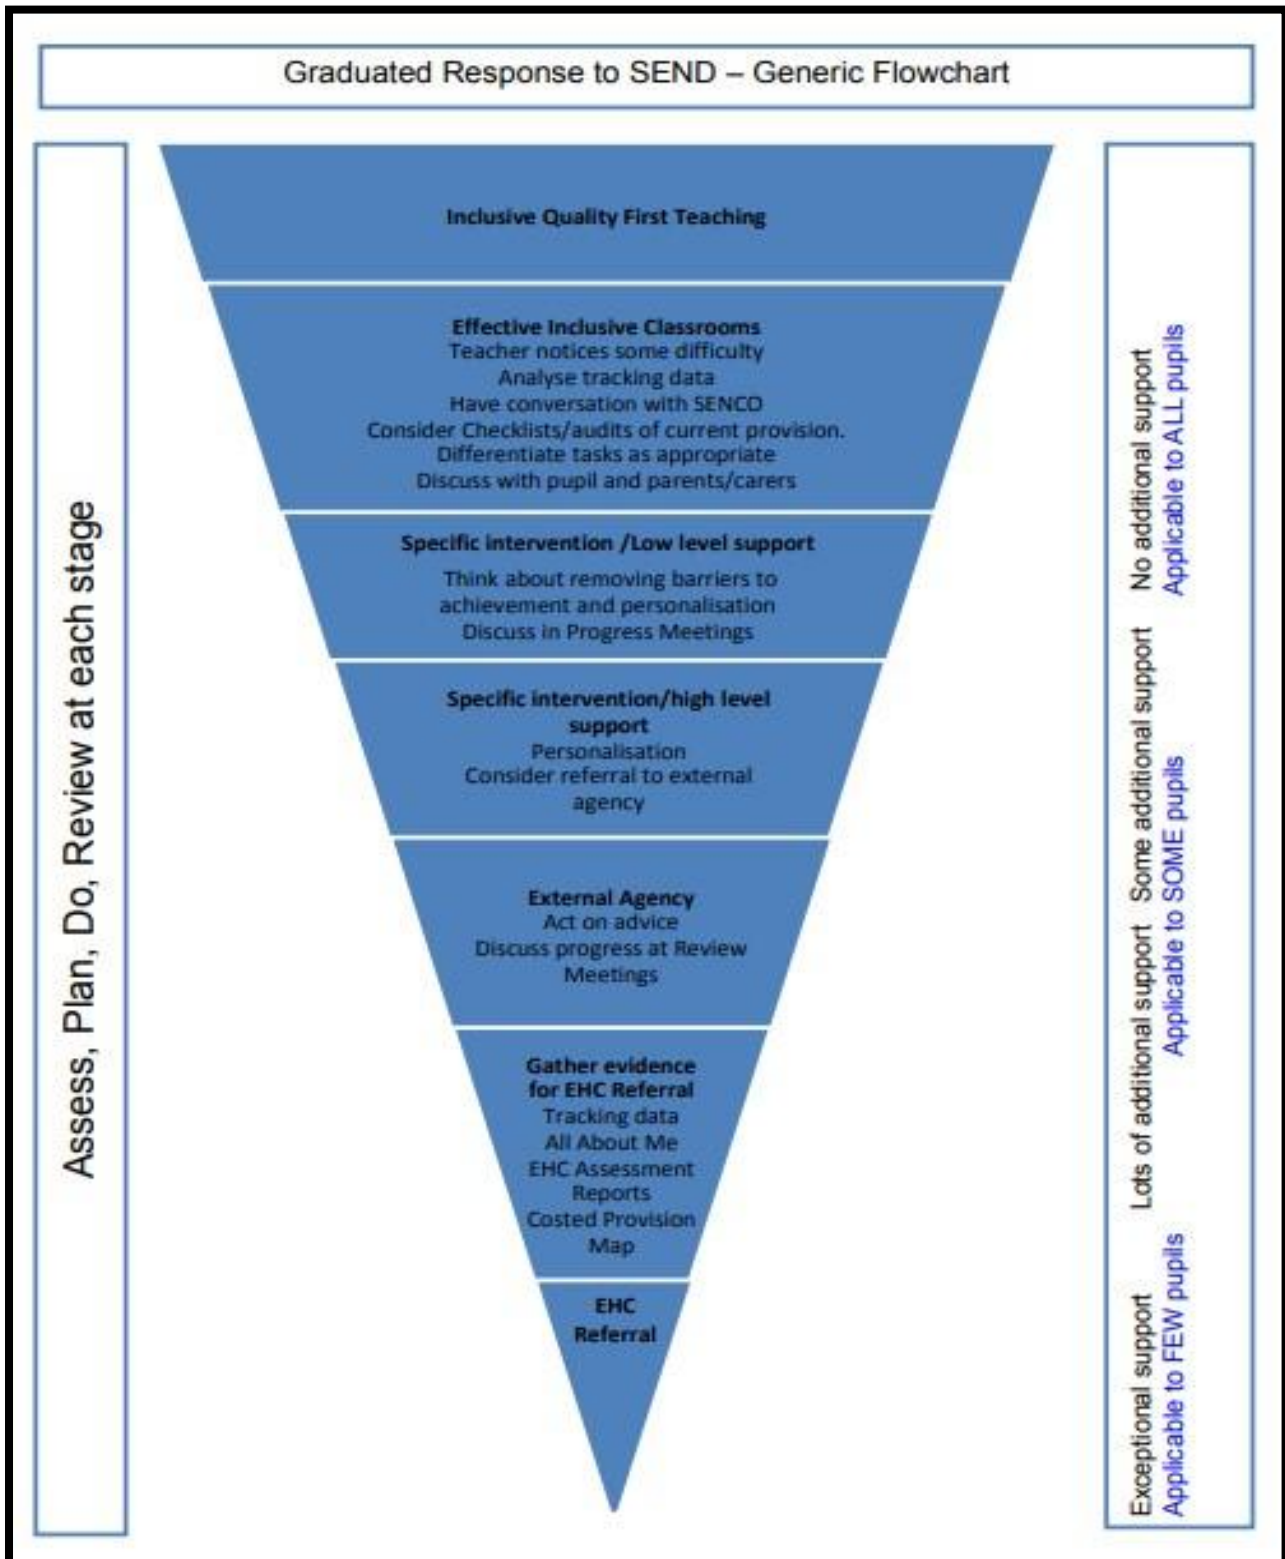 Graduated Response to SEND – Generic Flowchart
Assess, Plan, Do, Review at each stage
Inclusive Quality First Teaching
Effective Inclusive Classrooms
Teacher notices some difficulty
Analyse tracking data
Have conversation with SENCO
Consider Checklists/audits of current provision.
Differentiate tasks as appropriate
Discuss with pupil and parents/carers
Specific intervention /Low level support
Think about removing barriers to
achievement and personalisation
Discuss in Progress Meetings
Specific intervention/high level
support
Personalisation
Consider referral to external
agency
External Agency
Act on advice
Discuss progress at Review
Meetings
Gather evidence
for EHC Referral
Tracking data
All About Me
EHC Assessment
Reports
Costed Provision
Map
EHC
Referral
Exceptional support Lots of additional support Some additional support No additional support
Applicable to FEW pupils Applicable to SOME pupils Applicable to ALL pupils